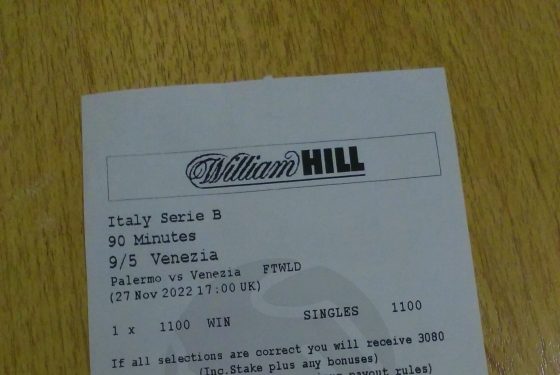 William HILL
Italy Serie B
90 Minutes
9/5 Venezia
Palermo vs Venezia FTWLD
(27 Nov 2022 17:00 UK)
1 x 1100 WIN SINGLES 1100
If all selections are correct you will receive 3080
(Inc.Stake plus any bonuses)
payout rules)